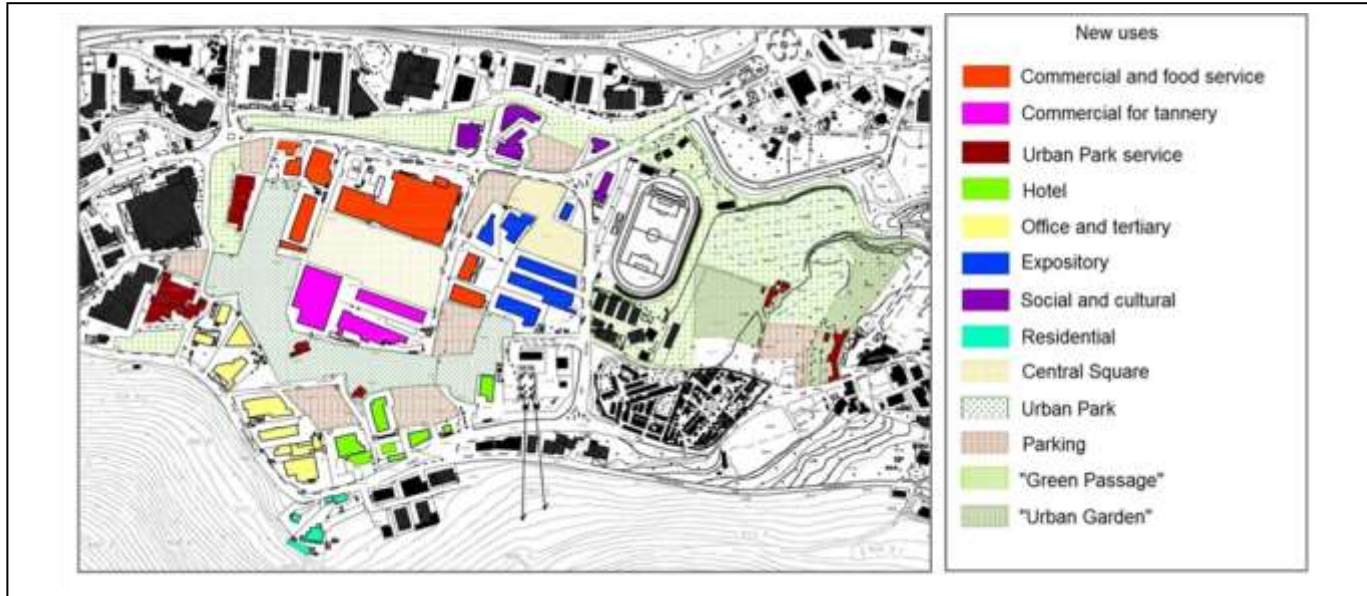 New uses
Commercial and food service
Commercial for tannery
Urban Park service
Hotel
Office and tertiary
Expository
Social and cultural
Residential
Central Square
Urban Park
Parking
"Green Passage"
"Urban Garden"